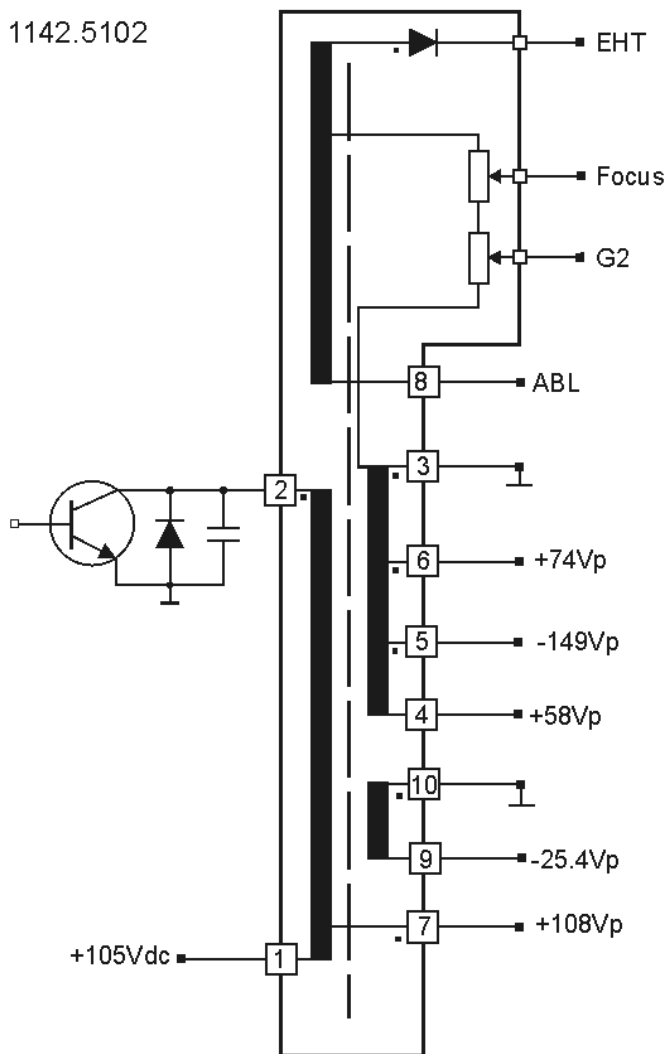 1142.5102
EHT
Focus
G2
8 ABL
2
3
6 +74Vp
5 -149Vp
4 +58Vp
10
9 -25.4Vp
7 +108Vp
+105Vdc 1